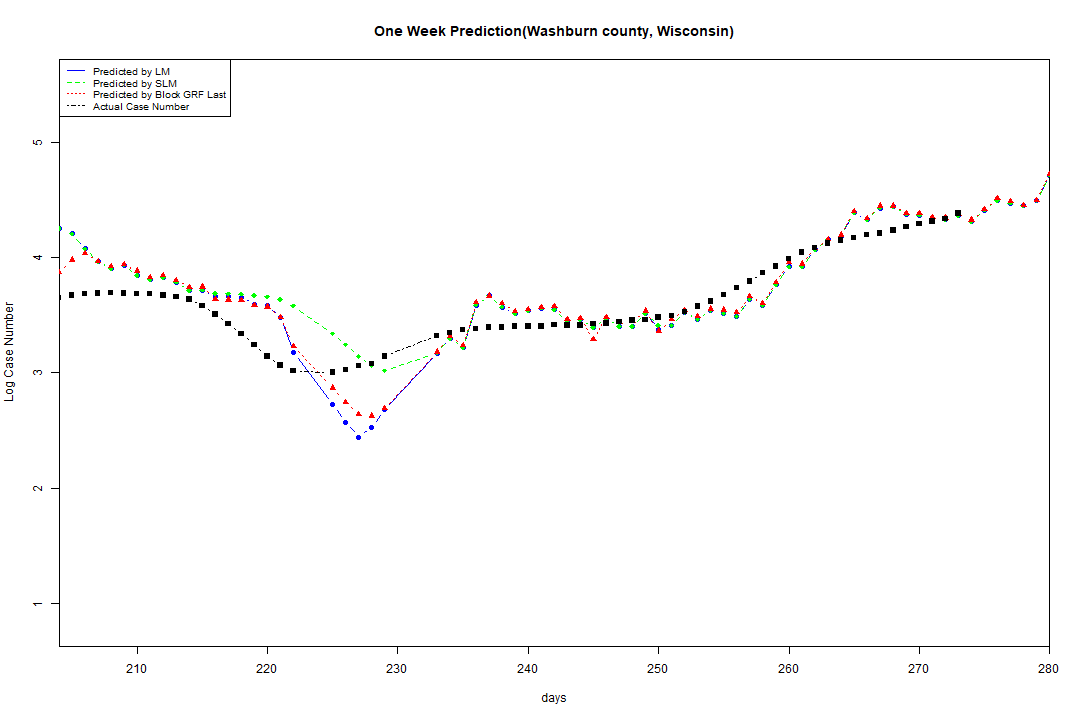 One Week Prediction(Washburn county, Wisconsin)
Predicted by LM
Predicted by SLM
Predicted by Block GRF Last
Actual Case Number
5
4
3
2
1
Log Case Number
210 220 230 240 250 260 270 280
days